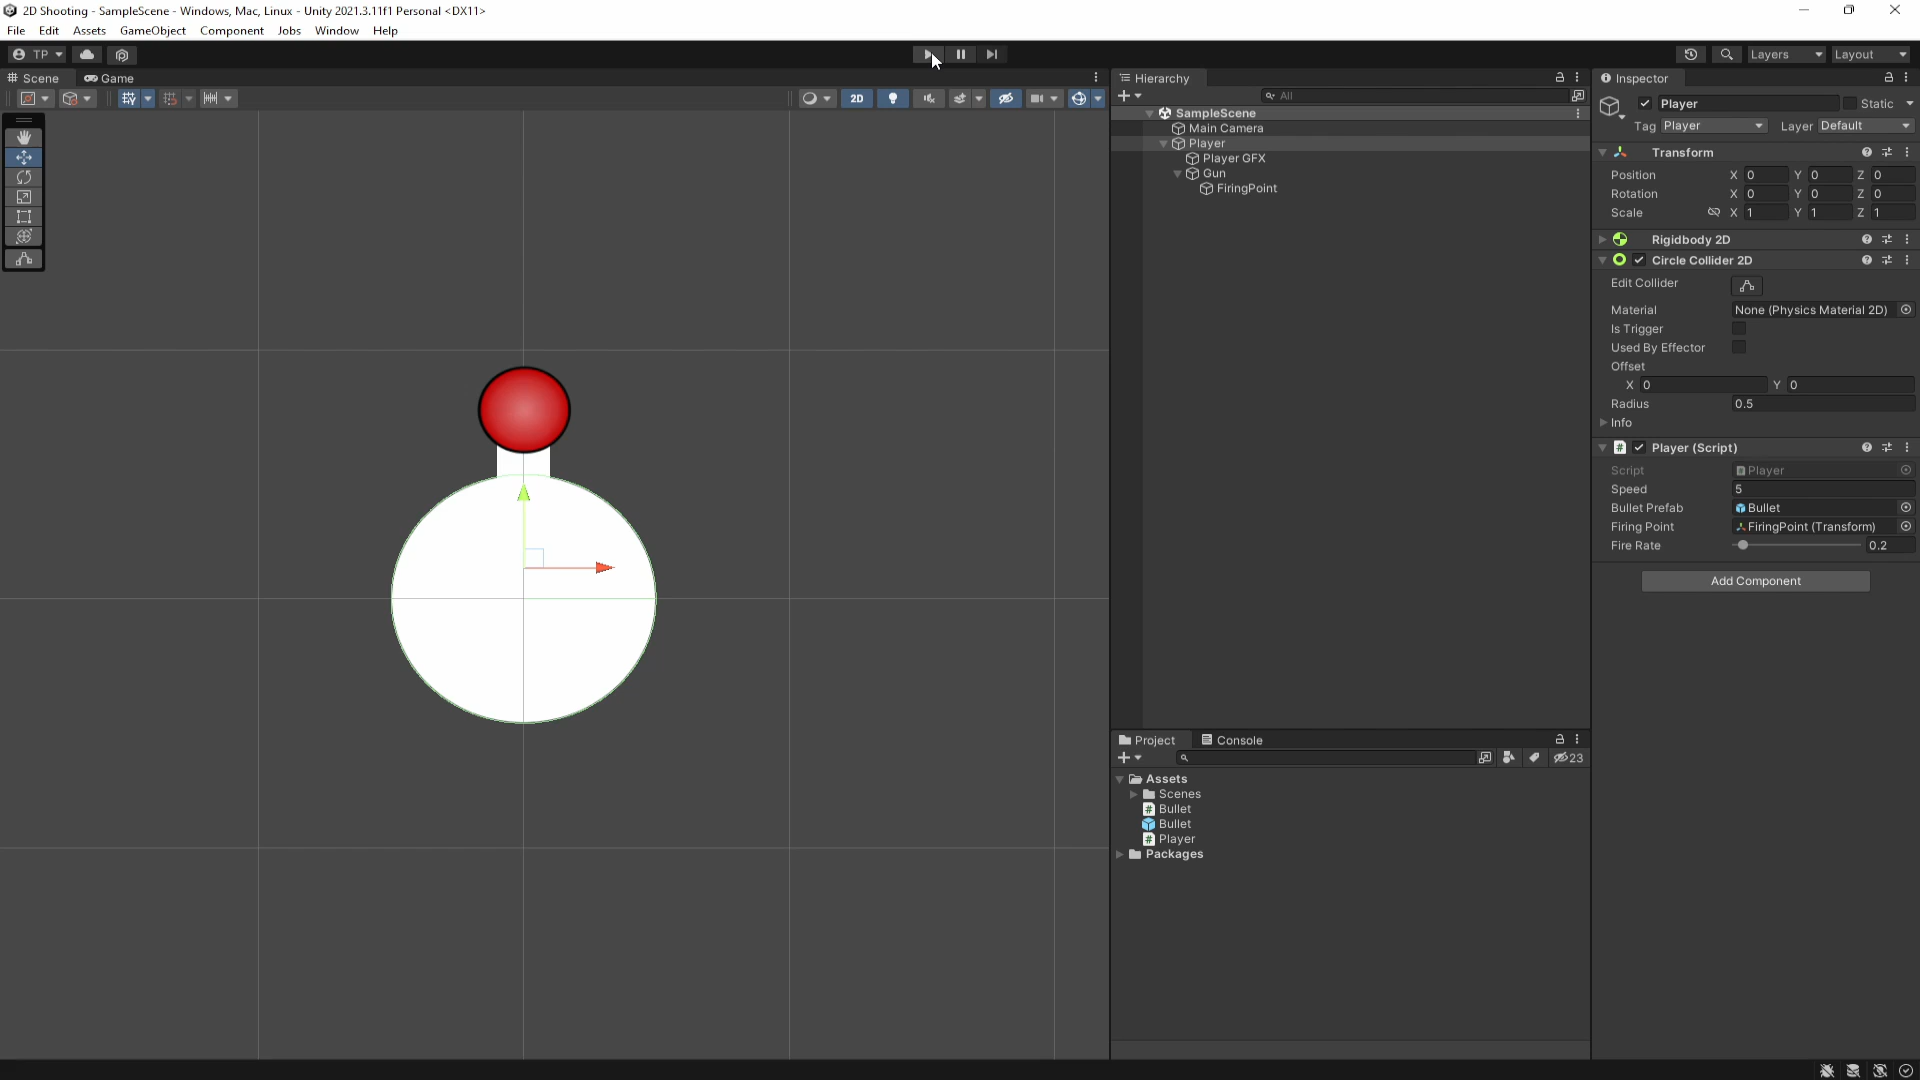 2D Shooting - SampleScene - Windows, Mac, Linux - Unity 2021.3.11f1 Personal <DX11>
File Edit Assets GameObject Component Jobs Window Help
TP Layers Layout
Scene Game
2D
Hierarchy
All
SampleScene
Main Camera
Player
Player GFX
Gun
FiringPoint
Project Console
23
Assets
Scenes
# Bullet
Bullet
# Player
Packages
Inspector
Player Static
Tag Player Layer Default
Transform
Position X 0 Y 0 Z 0
Rotation X 0 Y 0 Z 0
Scale X 1 Y 1 Z 1
Rigidbody 2D
Circle Collider 2D
Edit Collider
Material None (Physics Material 2D)
Is Trigger
Used By Effector
Offset
X 0 Y 0
Radius 0.5
Info
# Player (Script)
Script Player
Speed 5
Bullet Prefab Bullet
Firing Point FiringPoint (Transform)
Fire Rate 0.2
Add Component